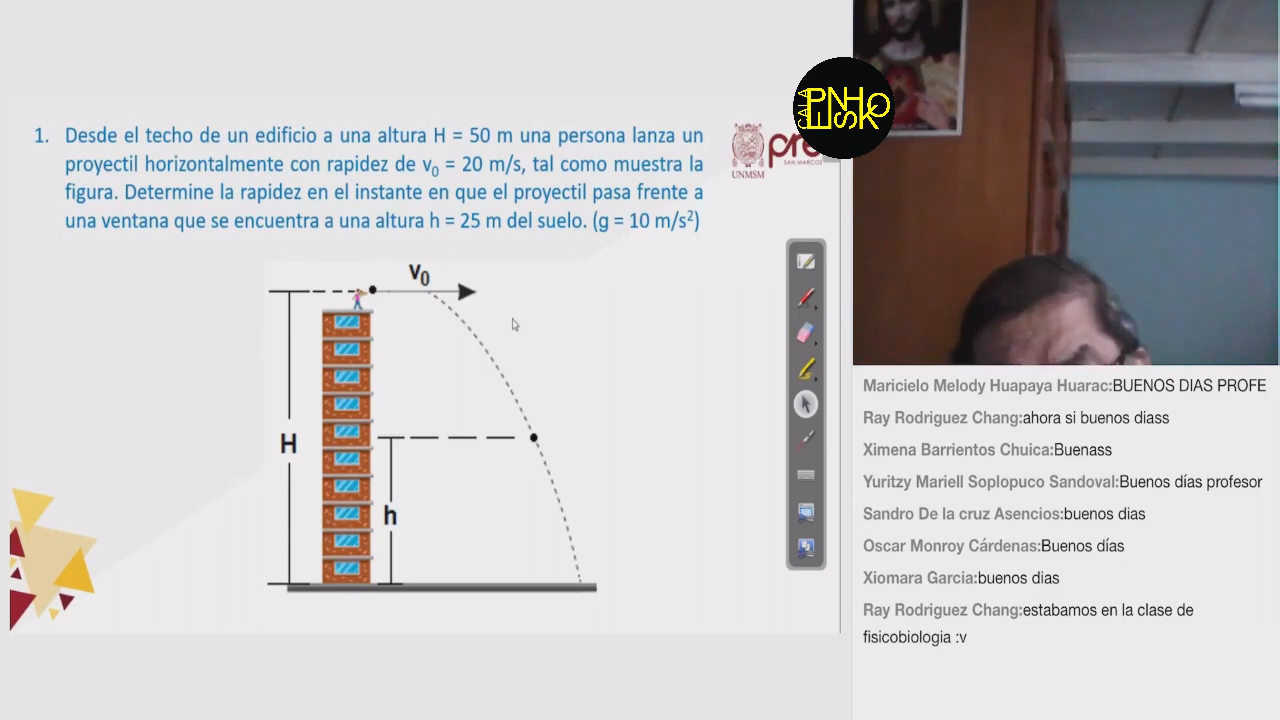 1. Desde el techo de un edificio a una altura H = 50 m una persona lanza un
proyectil horizontalmente con rapidez de v₀ = 20 m/s, tal como muestra la
figura. Determine la rapidez en el instante en que el proyectil pasa frente a
una ventana que se encuentra a una altura h = 25 m del suelo. (g = 10 m/s²)
UNMSM
pre
SAN MARCOS
v₀
H
h
Maricielo Melody Huapaya Huarac:BUENOS DIAS PROFE
Ray Rodriguez Chang:ahora si buenos diass
Ximena Barrientos Chuica:Buenass
Yuritzy Mariell Soplopuco Sandoval:Buenos días profesor
Sandro De la cruz Asencios:buenos dias
Oscar Monroy Cárdenas:Buenos días
Xiomara Garcia:buenos dias
Ray Rodriguez Chang:estabamos en la clase de
fisicobiologia :v